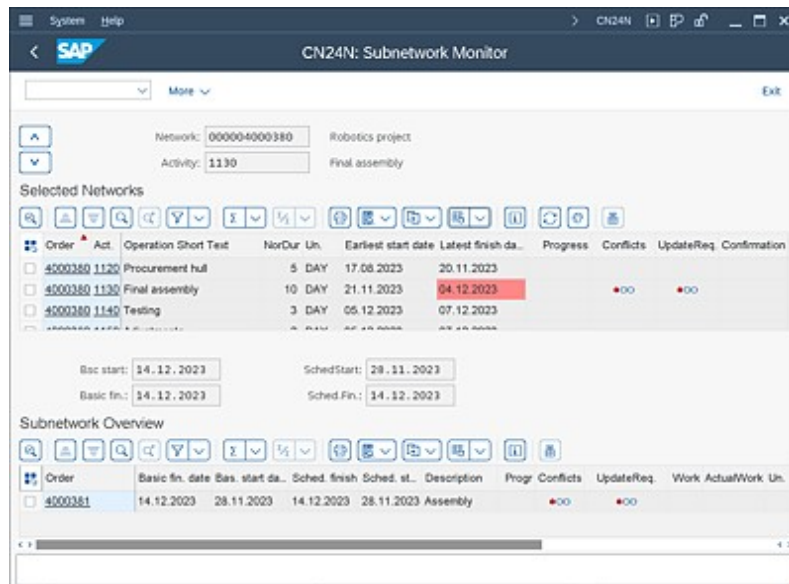 System Help CN24N
SAP CN24N: Subnetwork Monitor
More Exit
Network: 000004000380 Robotics project
Activity: 1130 Final assembly
Selected Networks
Order Act. Operation Short Text NorDur Un. Earliest start date Latest finish da... Progress Conflicts UpdateReq. Confirmation
4000380 1120 Procurement hull 5 DAY 17.08.2023 20.11.2023
4000380 1130 Final assembly 10 DAY 21.11.2023 04.12.2023
4000380 1140 Testing 3 DAY 05.12.2023 07.12.2023
Bsc start: 14.12.2023 SchedStart: 28.11.2023
Basic fin.: 14.12.2023 Sched.Fin.: 14.12.2023
Subnetwork Overview
Order Basic fin. date Bas. start da... Sched. finish Sched. st... Description Progr Conflicts UpdateReq. Work ActualWork Un.
4000381 14.12.2023 28.11.2023 14.12.2023 28.11.2023 Assembly